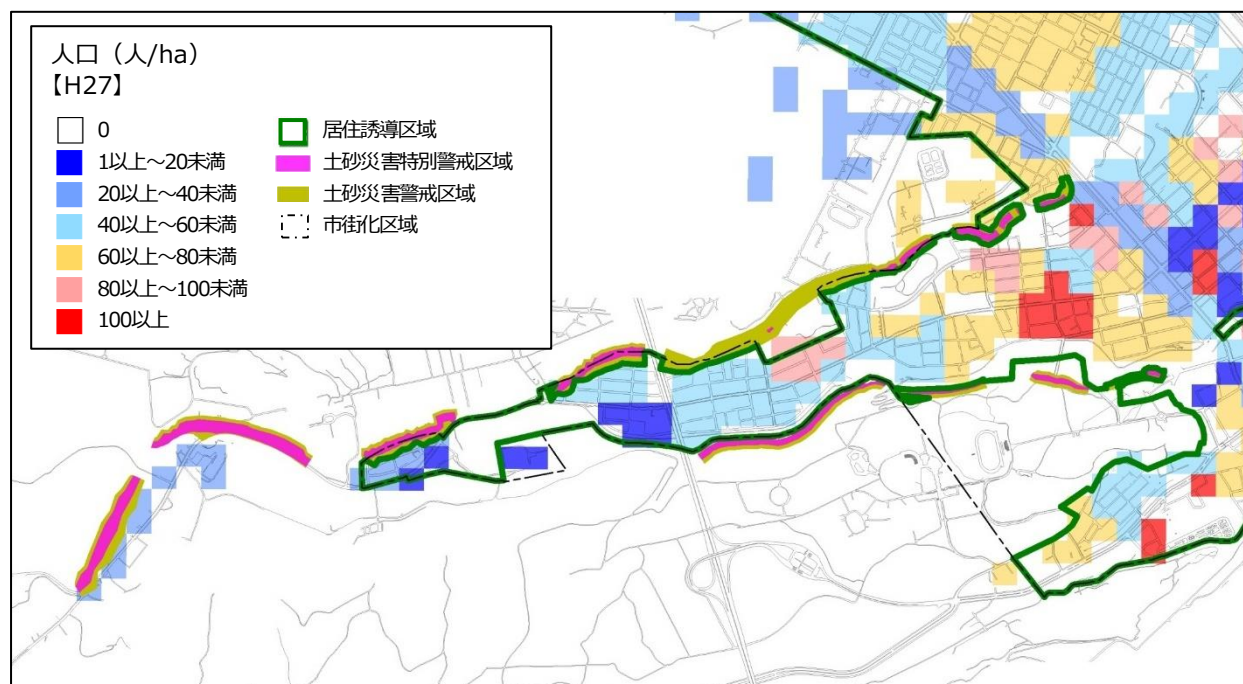 人口（人/ha）
【H27】
0
1以上～20未満
20以上～40未満
40以上～60未満
60以上～80未満
80以上～100未満
100以上
居住誘導区域
土砂災害特別警戒区域
土砂災害警戒区域
市街化区域